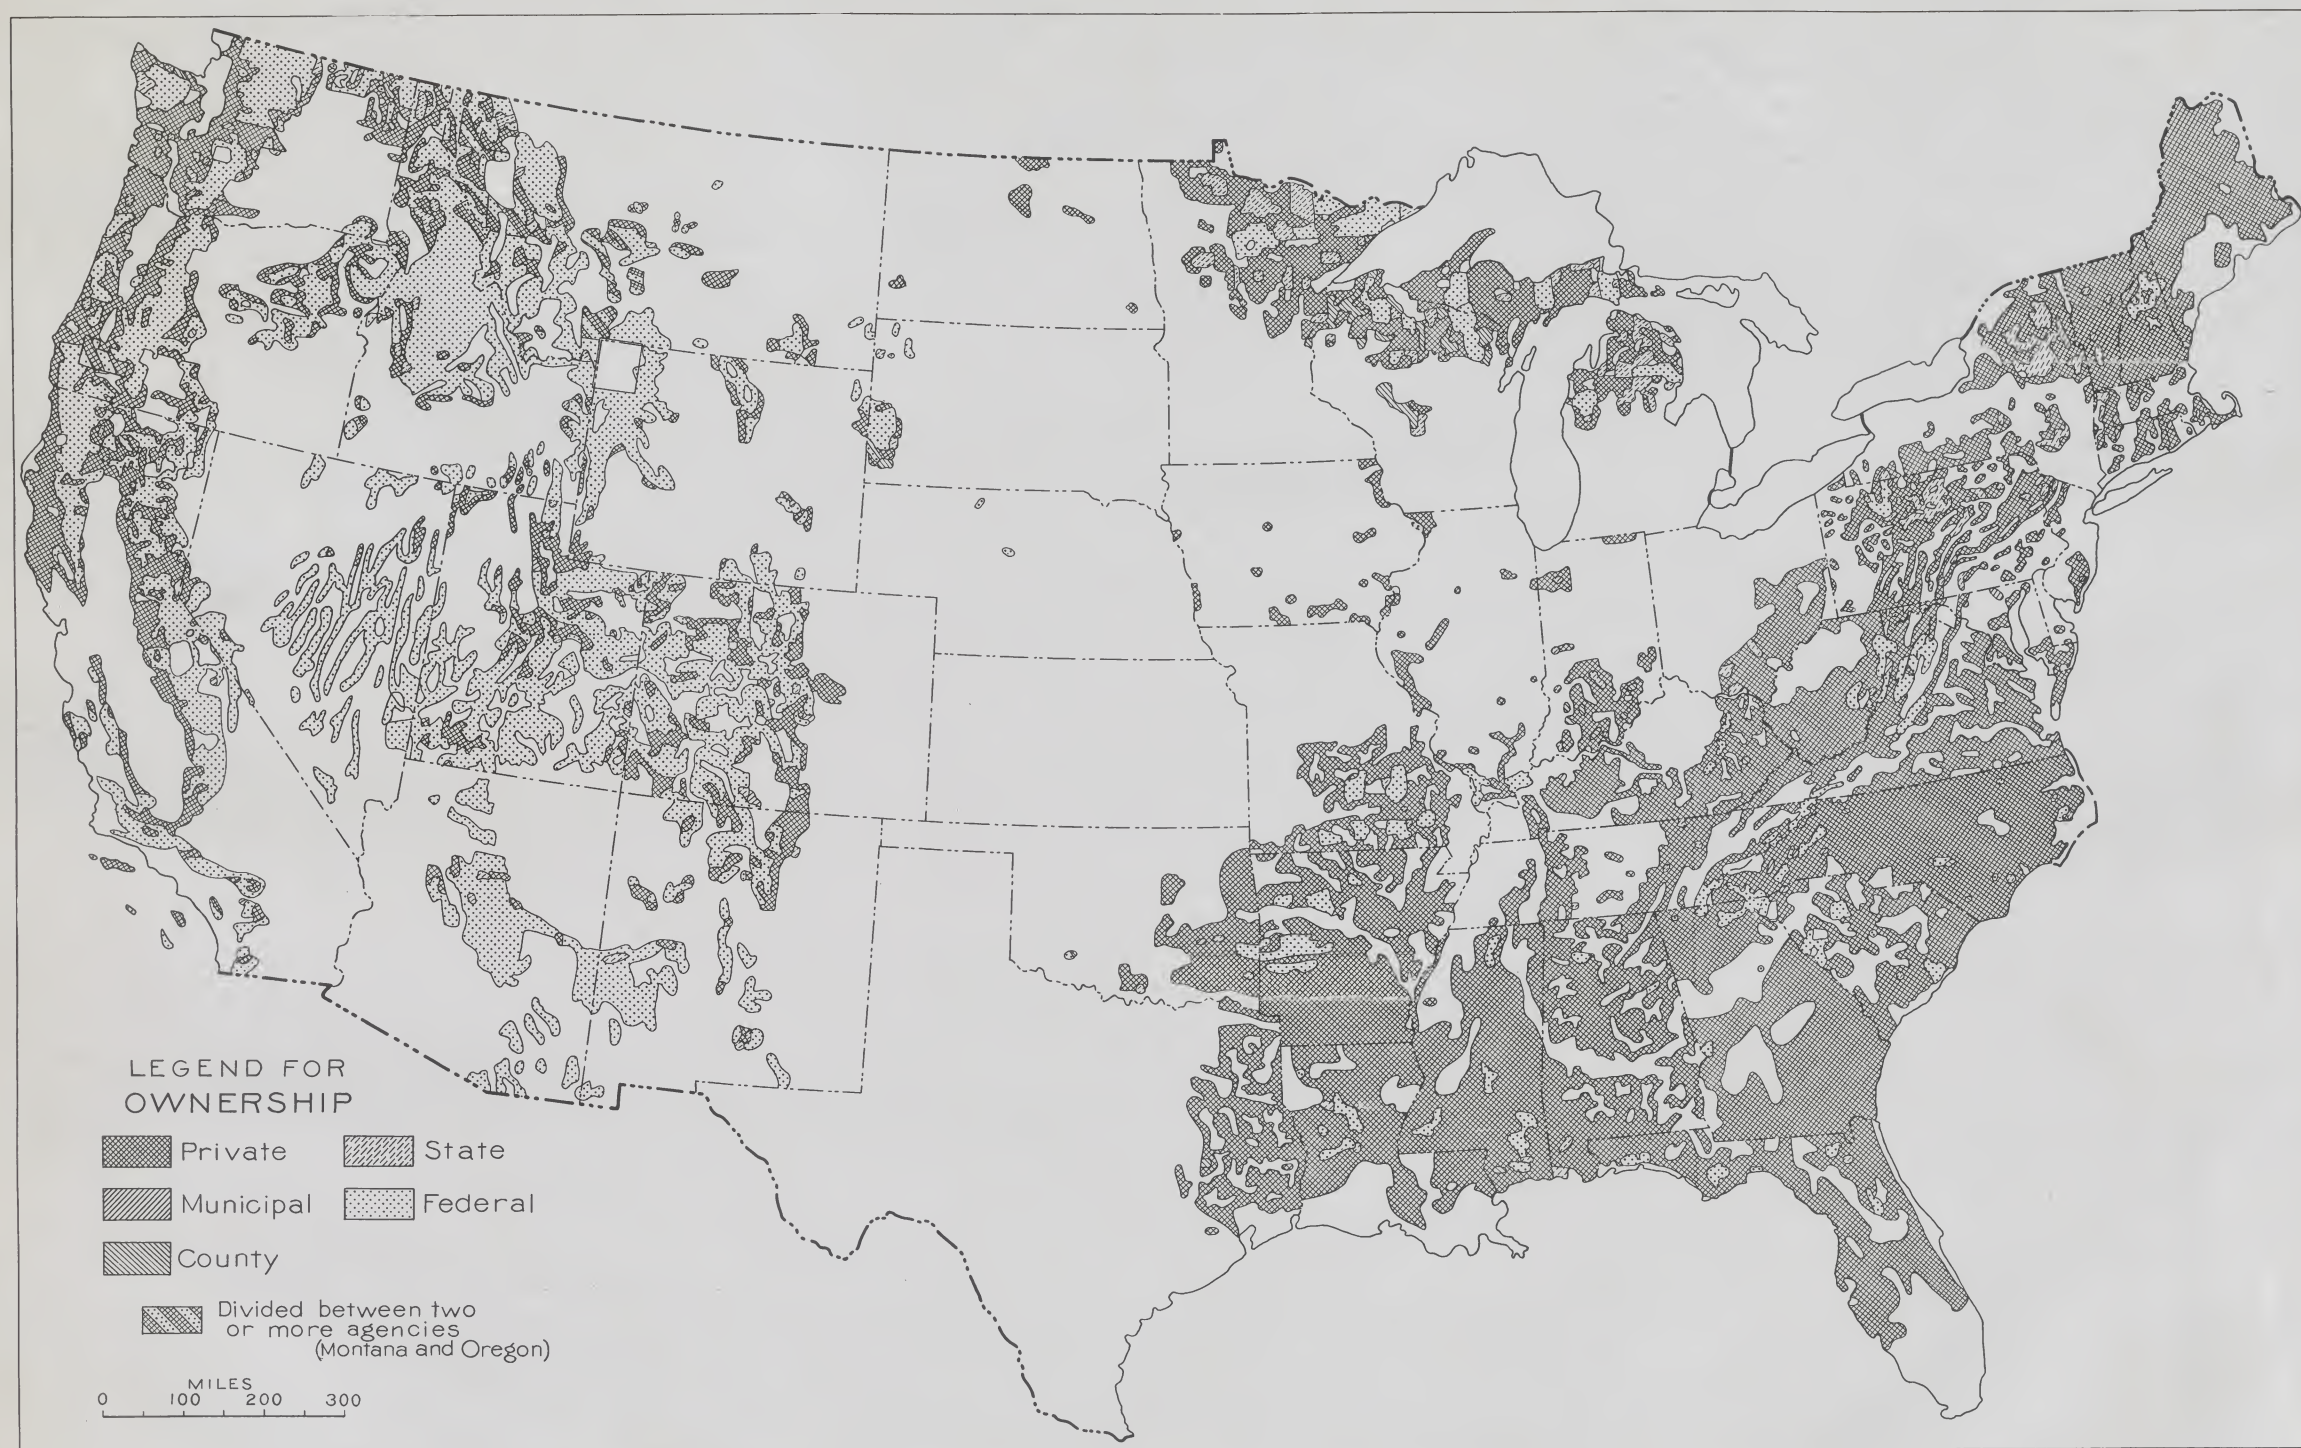 LEGEND FOR
OWNERSHIP
Private
State
Municipal
Federal
County
Divided between two
or more agencies
(Montana and Oregon)
MILES
0 100 200 300